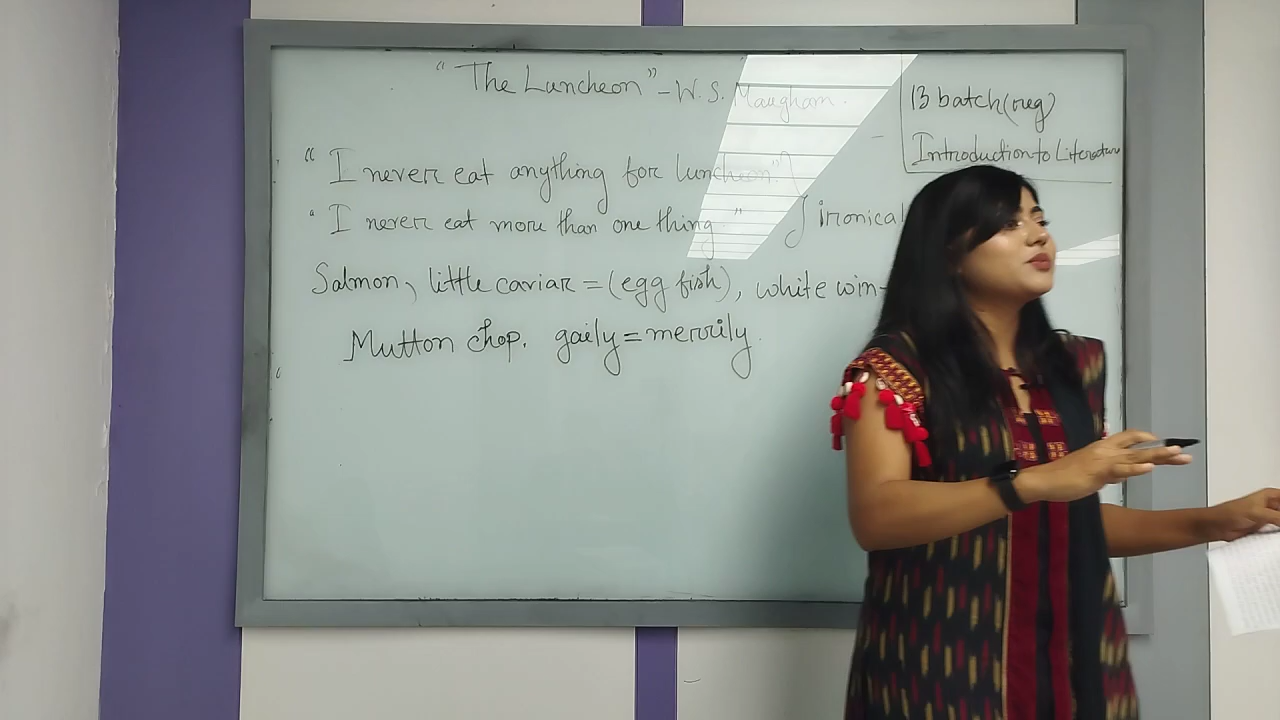 "The Luncheon" - W. S. Maugham.
13 batch (reg)
Introduction to Literature
"I never eat anything for luncheon."
"I never eat more than one thing." } ironical
Salmon, little caviar = (egg fish), white win-
Mutton chop. gaily = merrily.